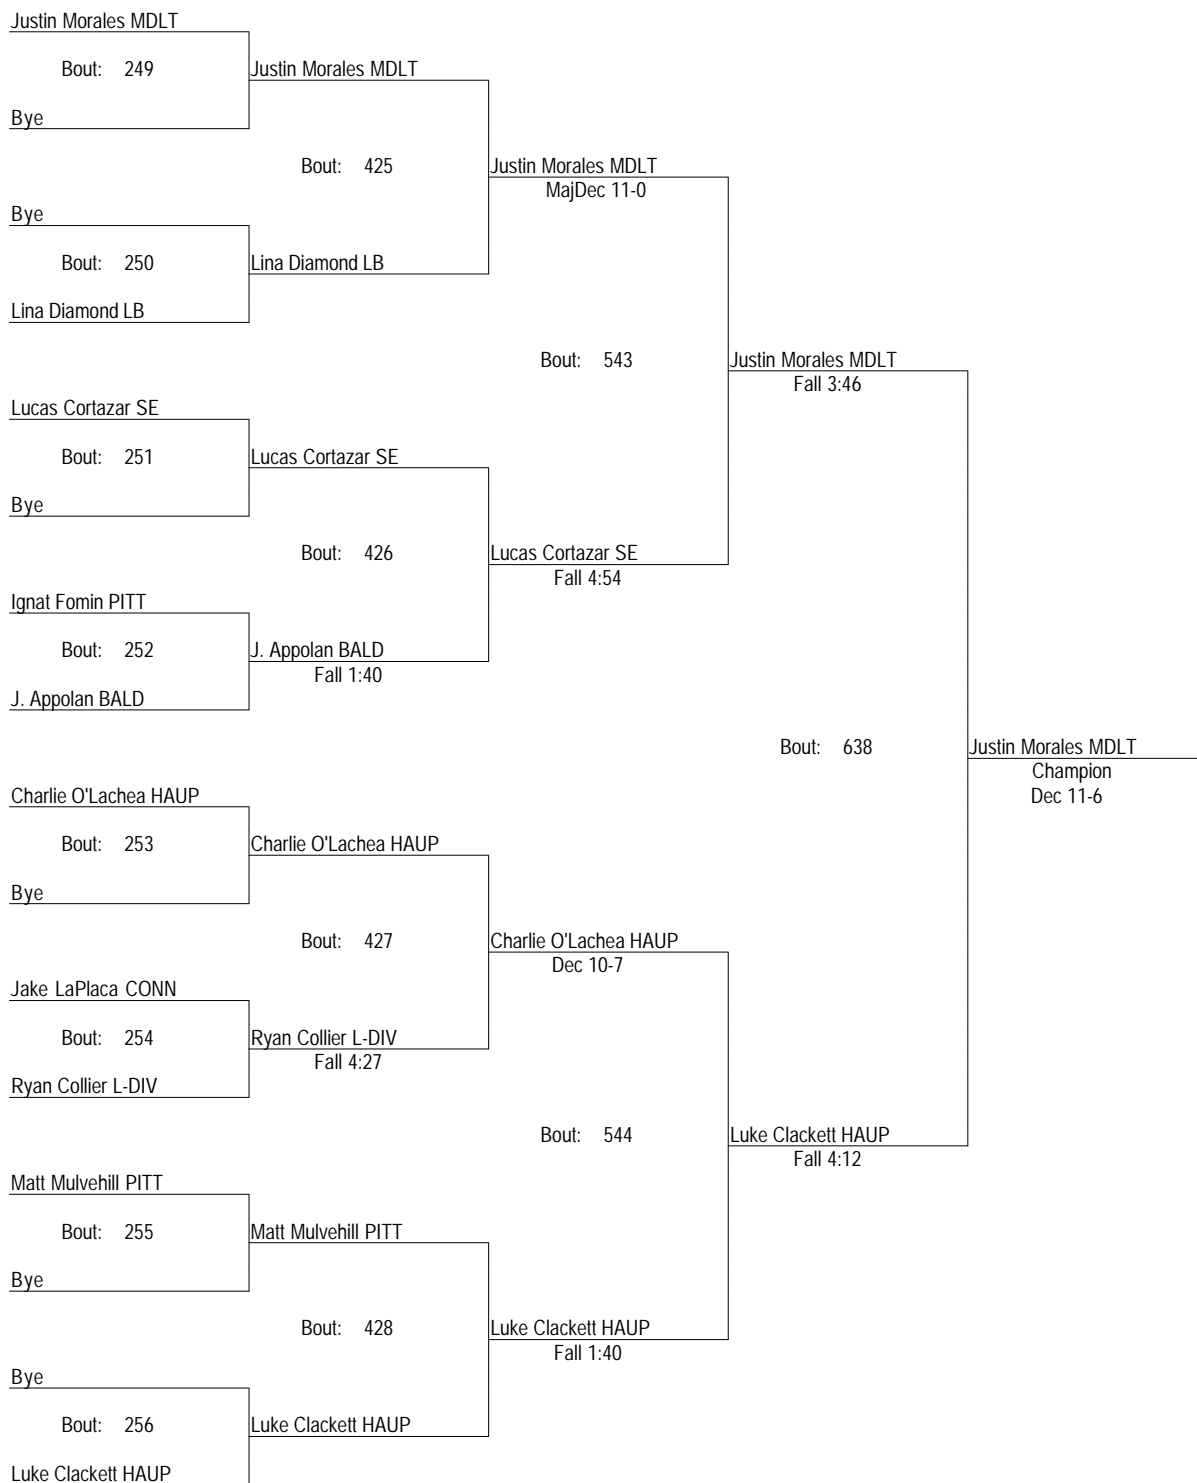 Justin Morales MDLT
Bout: 249
Justin Morales MDLT
Bye
Bout: 425
Justin Morales MDLT
MajDec 11-0
Bye
Bout: 250
Lina Diamond LB
Lina Diamond LB
Bout: 543
Justin Morales MDLT
Fall 3:46
Lucas Cortazar SE
Bout: 251
Lucas Cortazar SE
Bye
Bout: 426
Lucas Cortazar SE
Fall 4:54
Ignat Fomin PITT
Bout: 252
J. Appolan BALD
Fall 1:40
J. Appolan BALD
Bout: 638
Justin Morales MDLT
Champion
Dec 11-6
Charlie O'Lachea HAUP
Bout: 253
Charlie O'Lachea HAUP
Bye
Bout: 427
Charlie O'Lachea HAUP
Dec 10-7
Jake LaPlaca CONN
Bout: 254
Ryan Collier L-DIV
Fall 4:27
Ryan Collier L-DIV
Bout: 544
Luke Clackett HAUP
Fall 4:12
Matt Mulvehill PITT
Bout: 255
Matt Mulvehill PITT
Bye
Bout: 428
Luke Clackett HAUP
Fall 1:40
Bye
Bout: 256
Luke Clackett HAUP
Luke Clackett HAUP